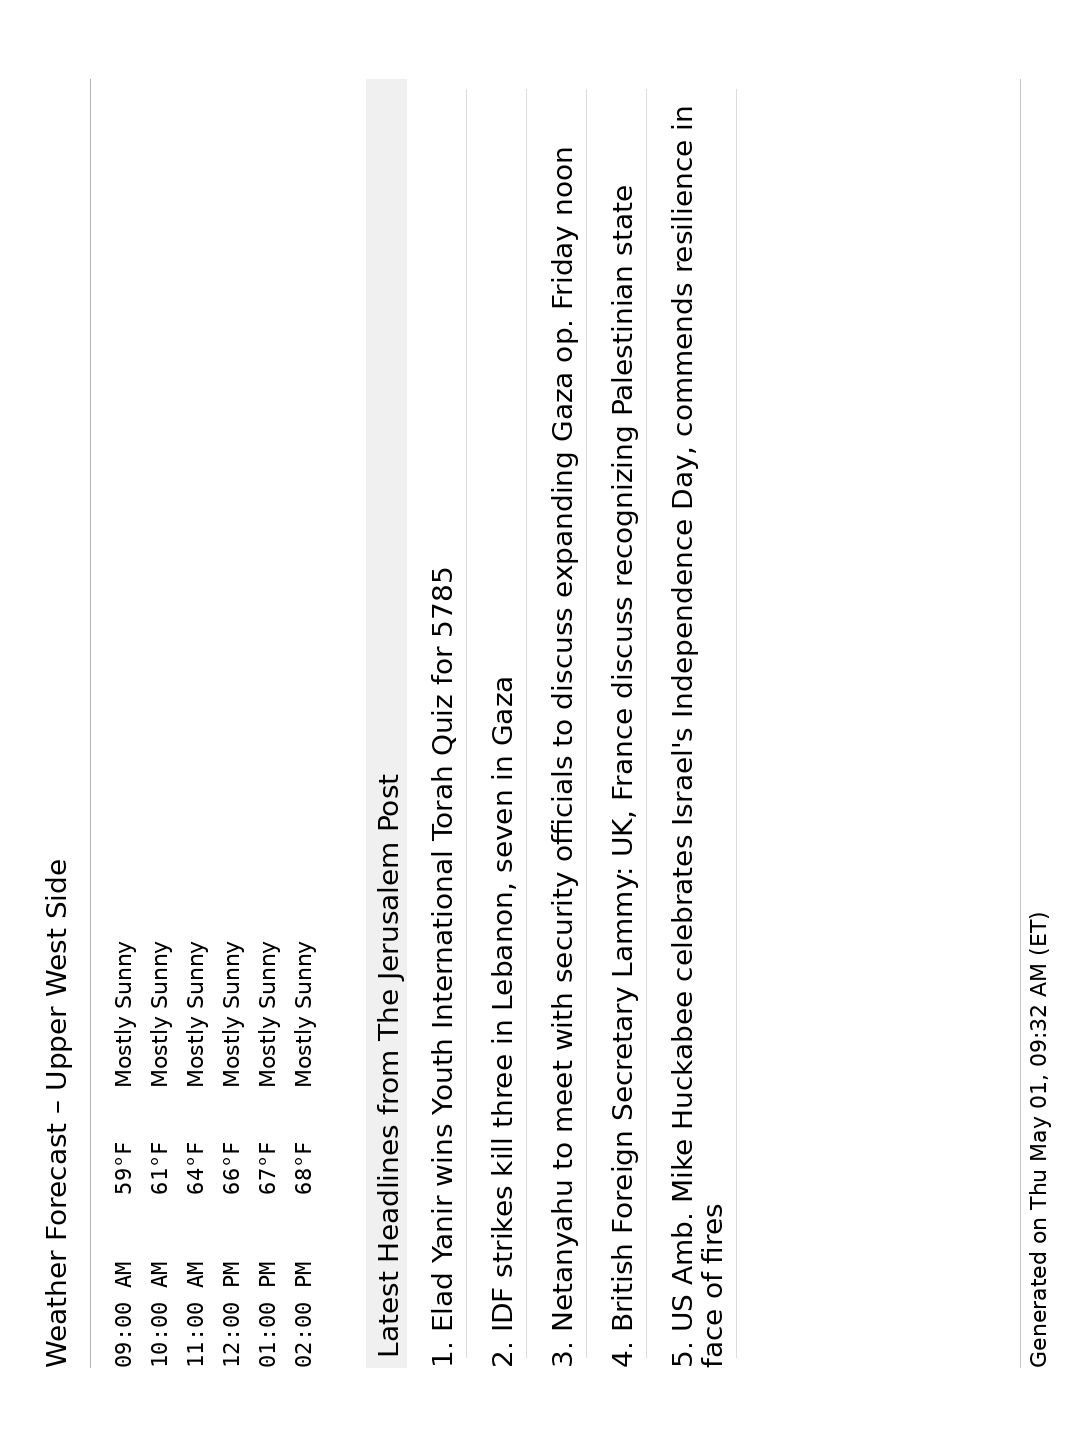 Weather Forecast – Upper West Side
09:00 AM 59°F Mostly Sunny
10:00 AM 61°F Mostly Sunny
11:00 AM 64°F Mostly Sunny
12:00 PM 66°F Mostly Sunny
01:00 PM 67°F Mostly Sunny
02:00 PM 68°F Mostly Sunny
Latest Headlines from The Jerusalem Post
1. Elad Yanir wins Youth International Torah Quiz for 5785
2. IDF strikes kill three in Lebanon, seven in Gaza
3. Netanyahu to meet with security officials to discuss expanding Gaza op. Friday noon
4. British Foreign Secretary Lammy: UK, France discuss recognizing Palestinian state
5. US Amb. Mike Huckabee celebrates Israel's Independence Day, commends resilience in
face of fires
Generated on Thu May 01, 09:32 AM (ET)